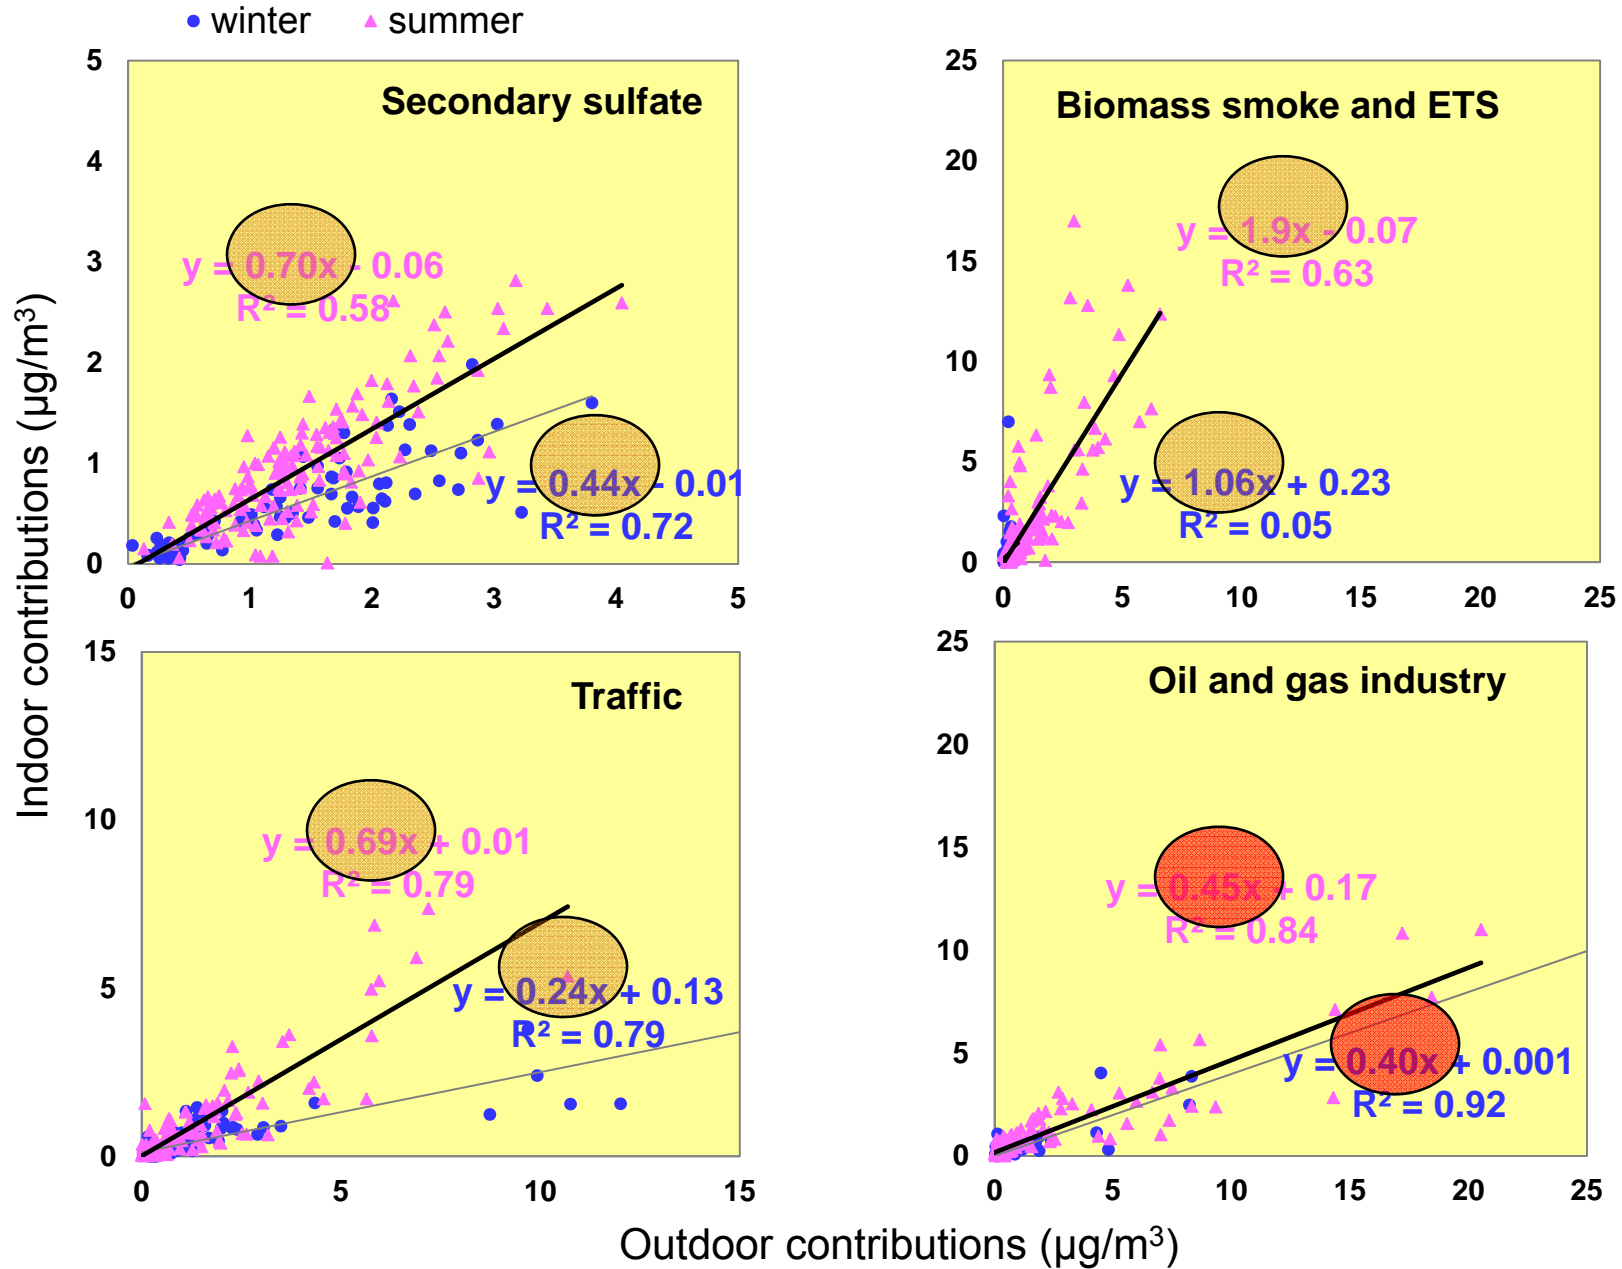 winter summer
Indoor contributions (µg/m³)
5
4
3
2
1
0
Secondary sulfate
y = 0.70x - 0.06
R² = 0.58
y = 0.44x - 0.01
R² = 0.72
0 1 2 3 4 5
25
20
15
10
5
0
Biomass smoke and ETS
y = 1.9x - 0.07
R² = 0.63
y = 1.06x + 0.23
R² = 0.05
0 5 10 15 20 25
15
10
5
0
Traffic
y = 0.69x + 0.01
R² = 0.79
y = 0.24x + 0.13
R² = 0.79
0 5 10 15
25
20
15
10
5
0
Oil and gas industry
y = 0.45x + 0.17
R² = 0.84
y = 0.40x + 0.001
R² = 0.92
0 5 10 15 20 25
Outdoor contributions (µg/m³)